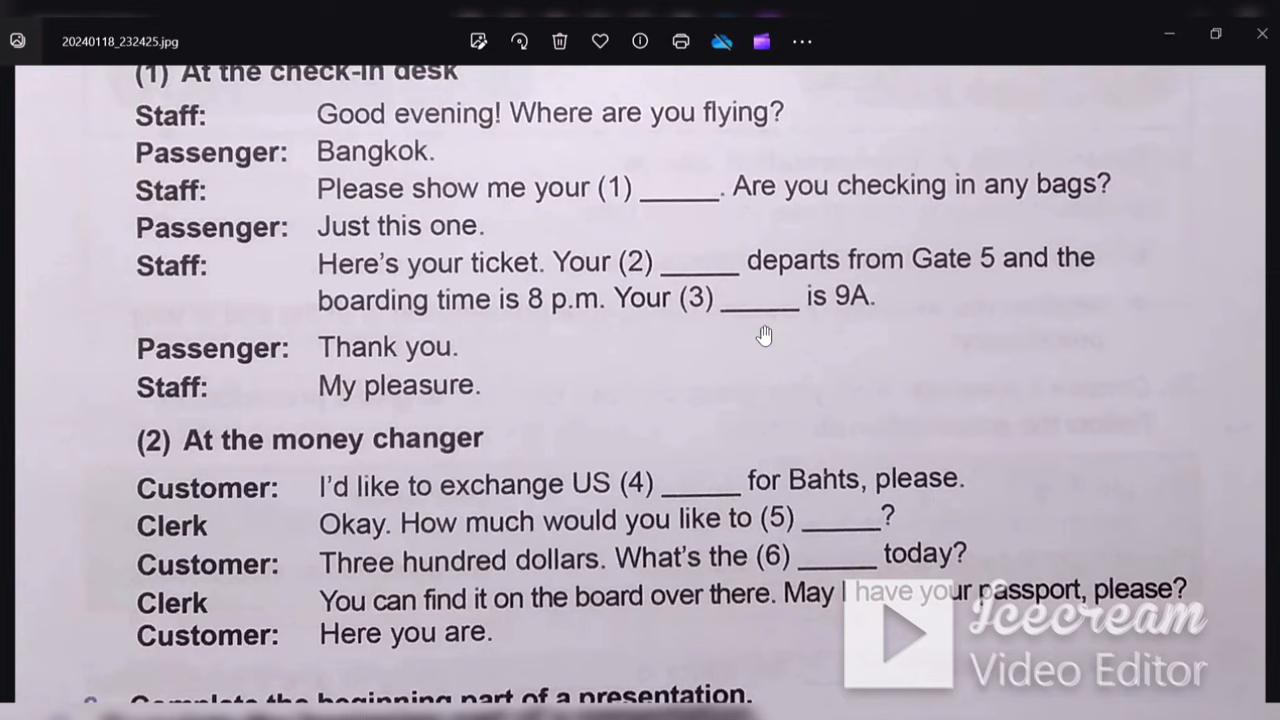 20240118_232425.jpg
(1) At the check-in desk
Staff: Good evening! Where are you flying?
Passenger: Bangkok.
Staff: Please show me your (1) _____. Are you checking in any bags?
Passenger: Just this one.
Staff: Here's your ticket. Your (2) _____ departs from Gate 5 and the
boarding time is 8 p.m. Your (3) _____ is 9A.
Passenger: Thank you.
Staff: My pleasure.
(2) At the money changer
Customer: I'd like to exchange US (4) _____ for Bahts, please.
Clerk Okay. How much would you like to (5) _____?
Customer: Three hundred dollars. What's the (6) _____ today?
Clerk You can find it on the board over there. May I have your passport, please?
Customer: Here you are.
Icecream
Video Editor
Complete the beginning part of a presentation.